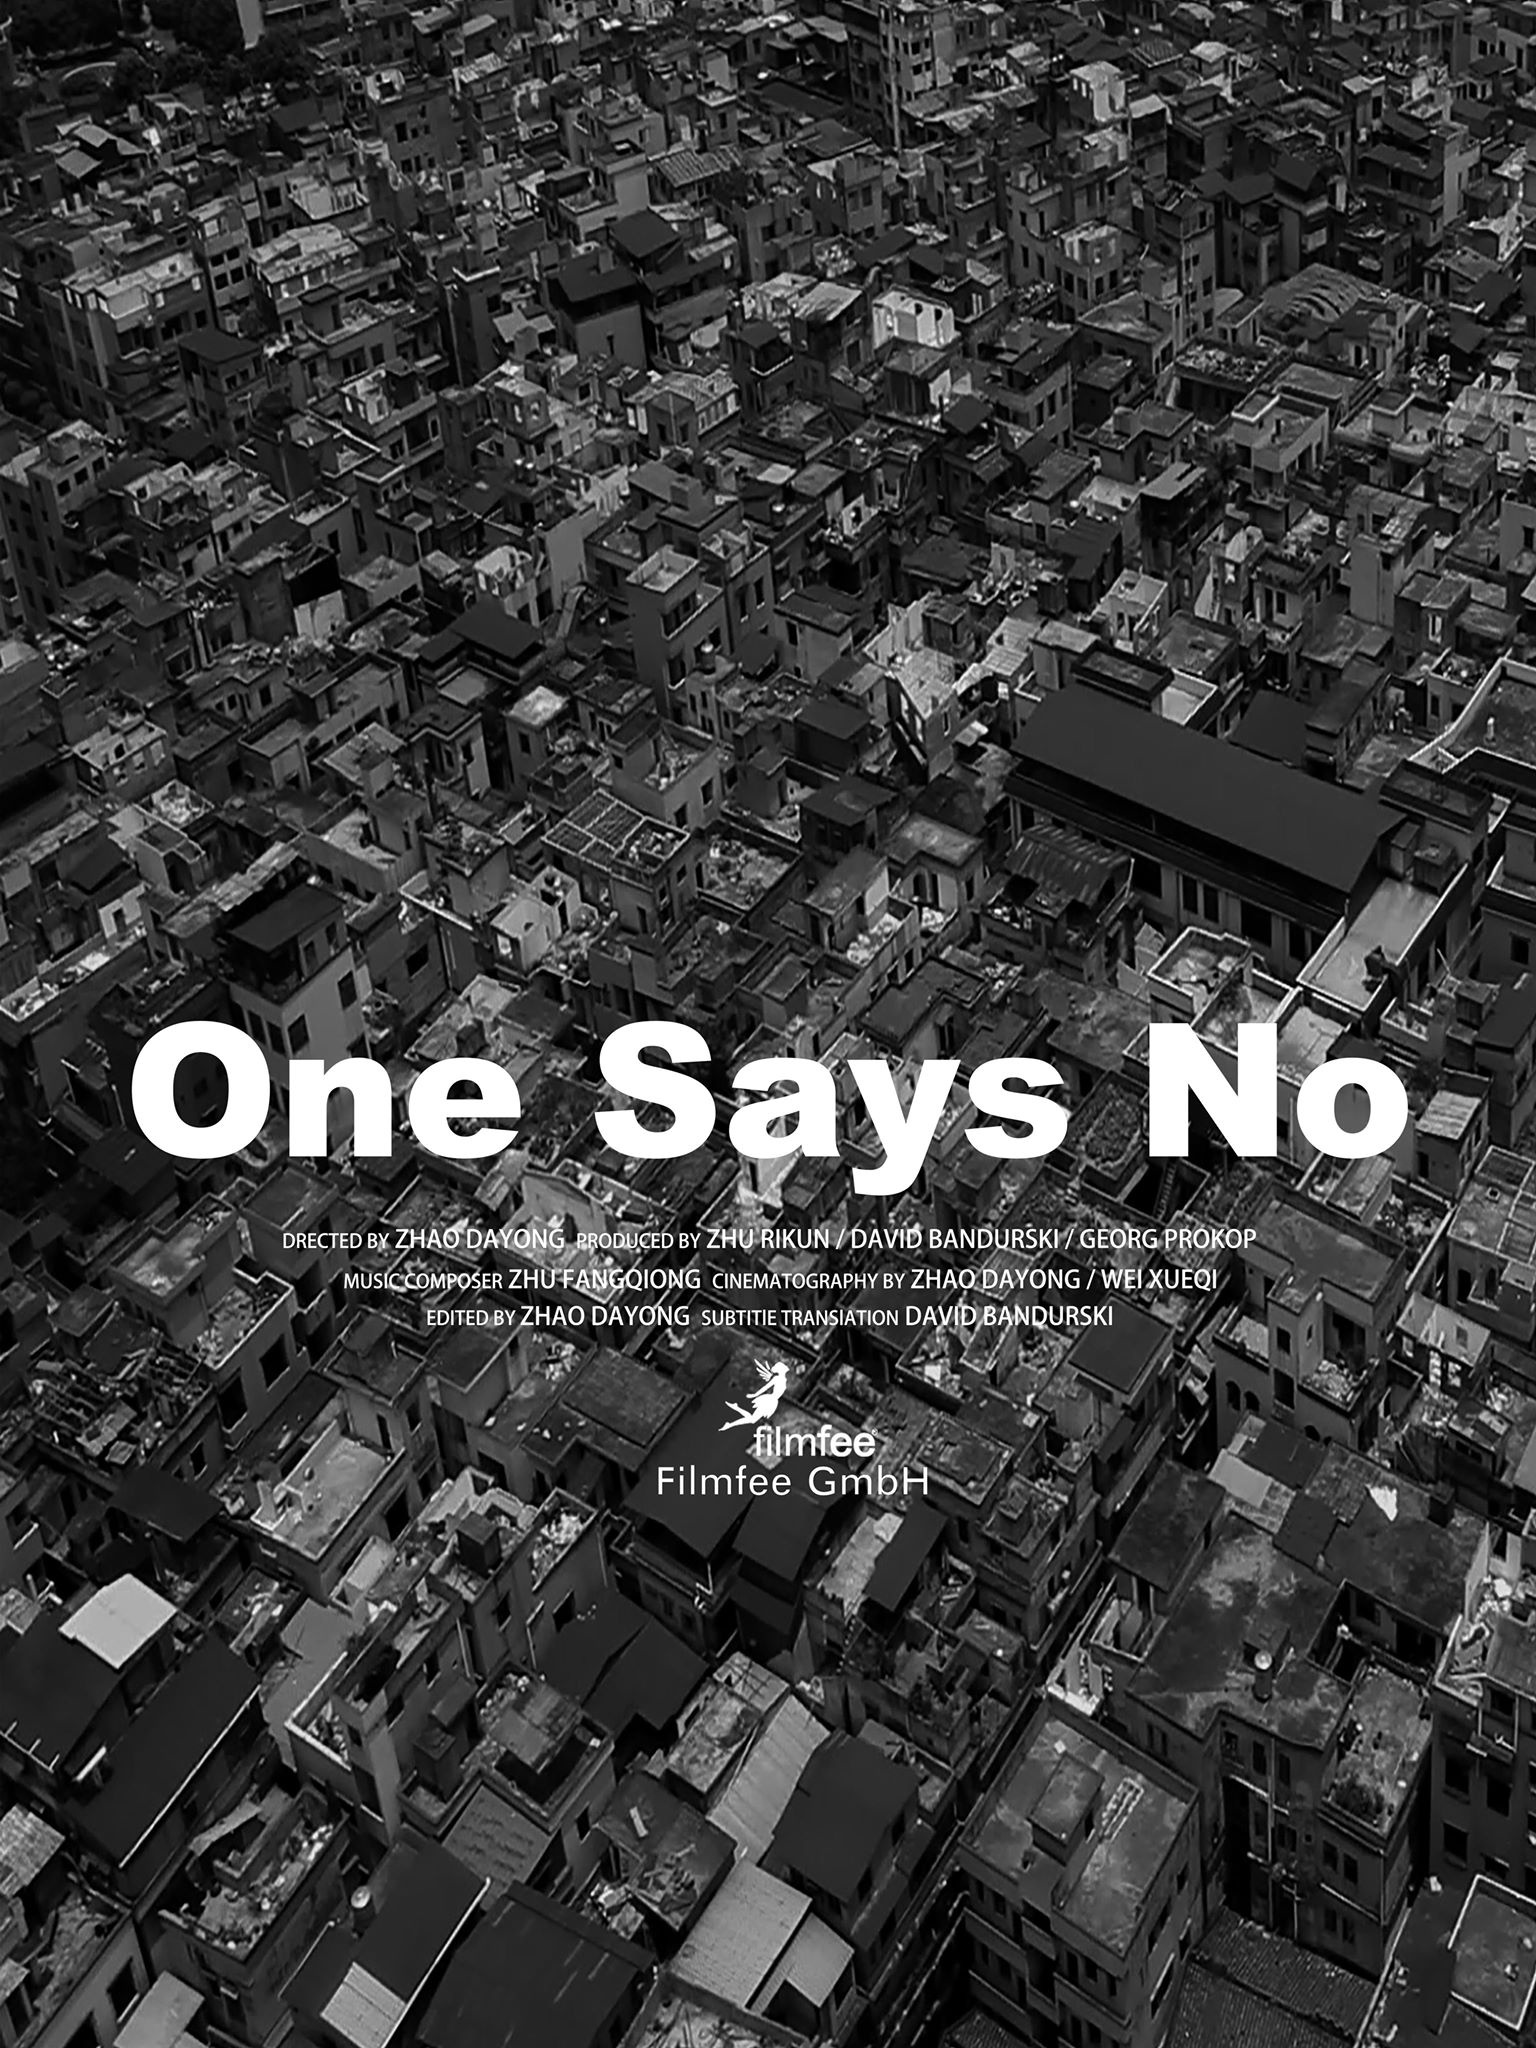 One Says No
DRECTED BY ZHAO DAYONG PRODUCED BY ZHU RIKUN / DAVID BANDURSKI / GEORG PROKOP
MUSIC COMPOSER ZHU FANGQIONG CINEMATOGRAPHY BY ZHAO DAYONG / WEI XUEQI
EDITED BY ZHAO DAYONG SUBTITIE TRANSIATION DAVID BANDURSKI
filmfee®
Filmfee GmbH